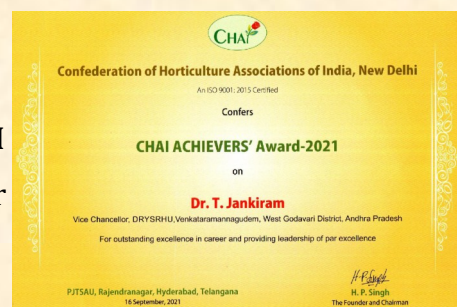 CHAI
Confederation of Horticulture Associations of India, New Delhi
An ISO 9001: 2015 Certified
Confers
CHAI ACHIEVERS' Award-2021
on
Dr. T. Jankiram
Vice Chancellor, DRYSRHU,Venkataramannagudem, West Godavari District, Andhra Pradesh
For outstanding excellence in career and providing leadership of par excellence
H.P.Singh
PJTSAU, Rajendranagar, Hyderabad, Telangana
H. P. Singh
16 September, 2021
The Founder and Chairman